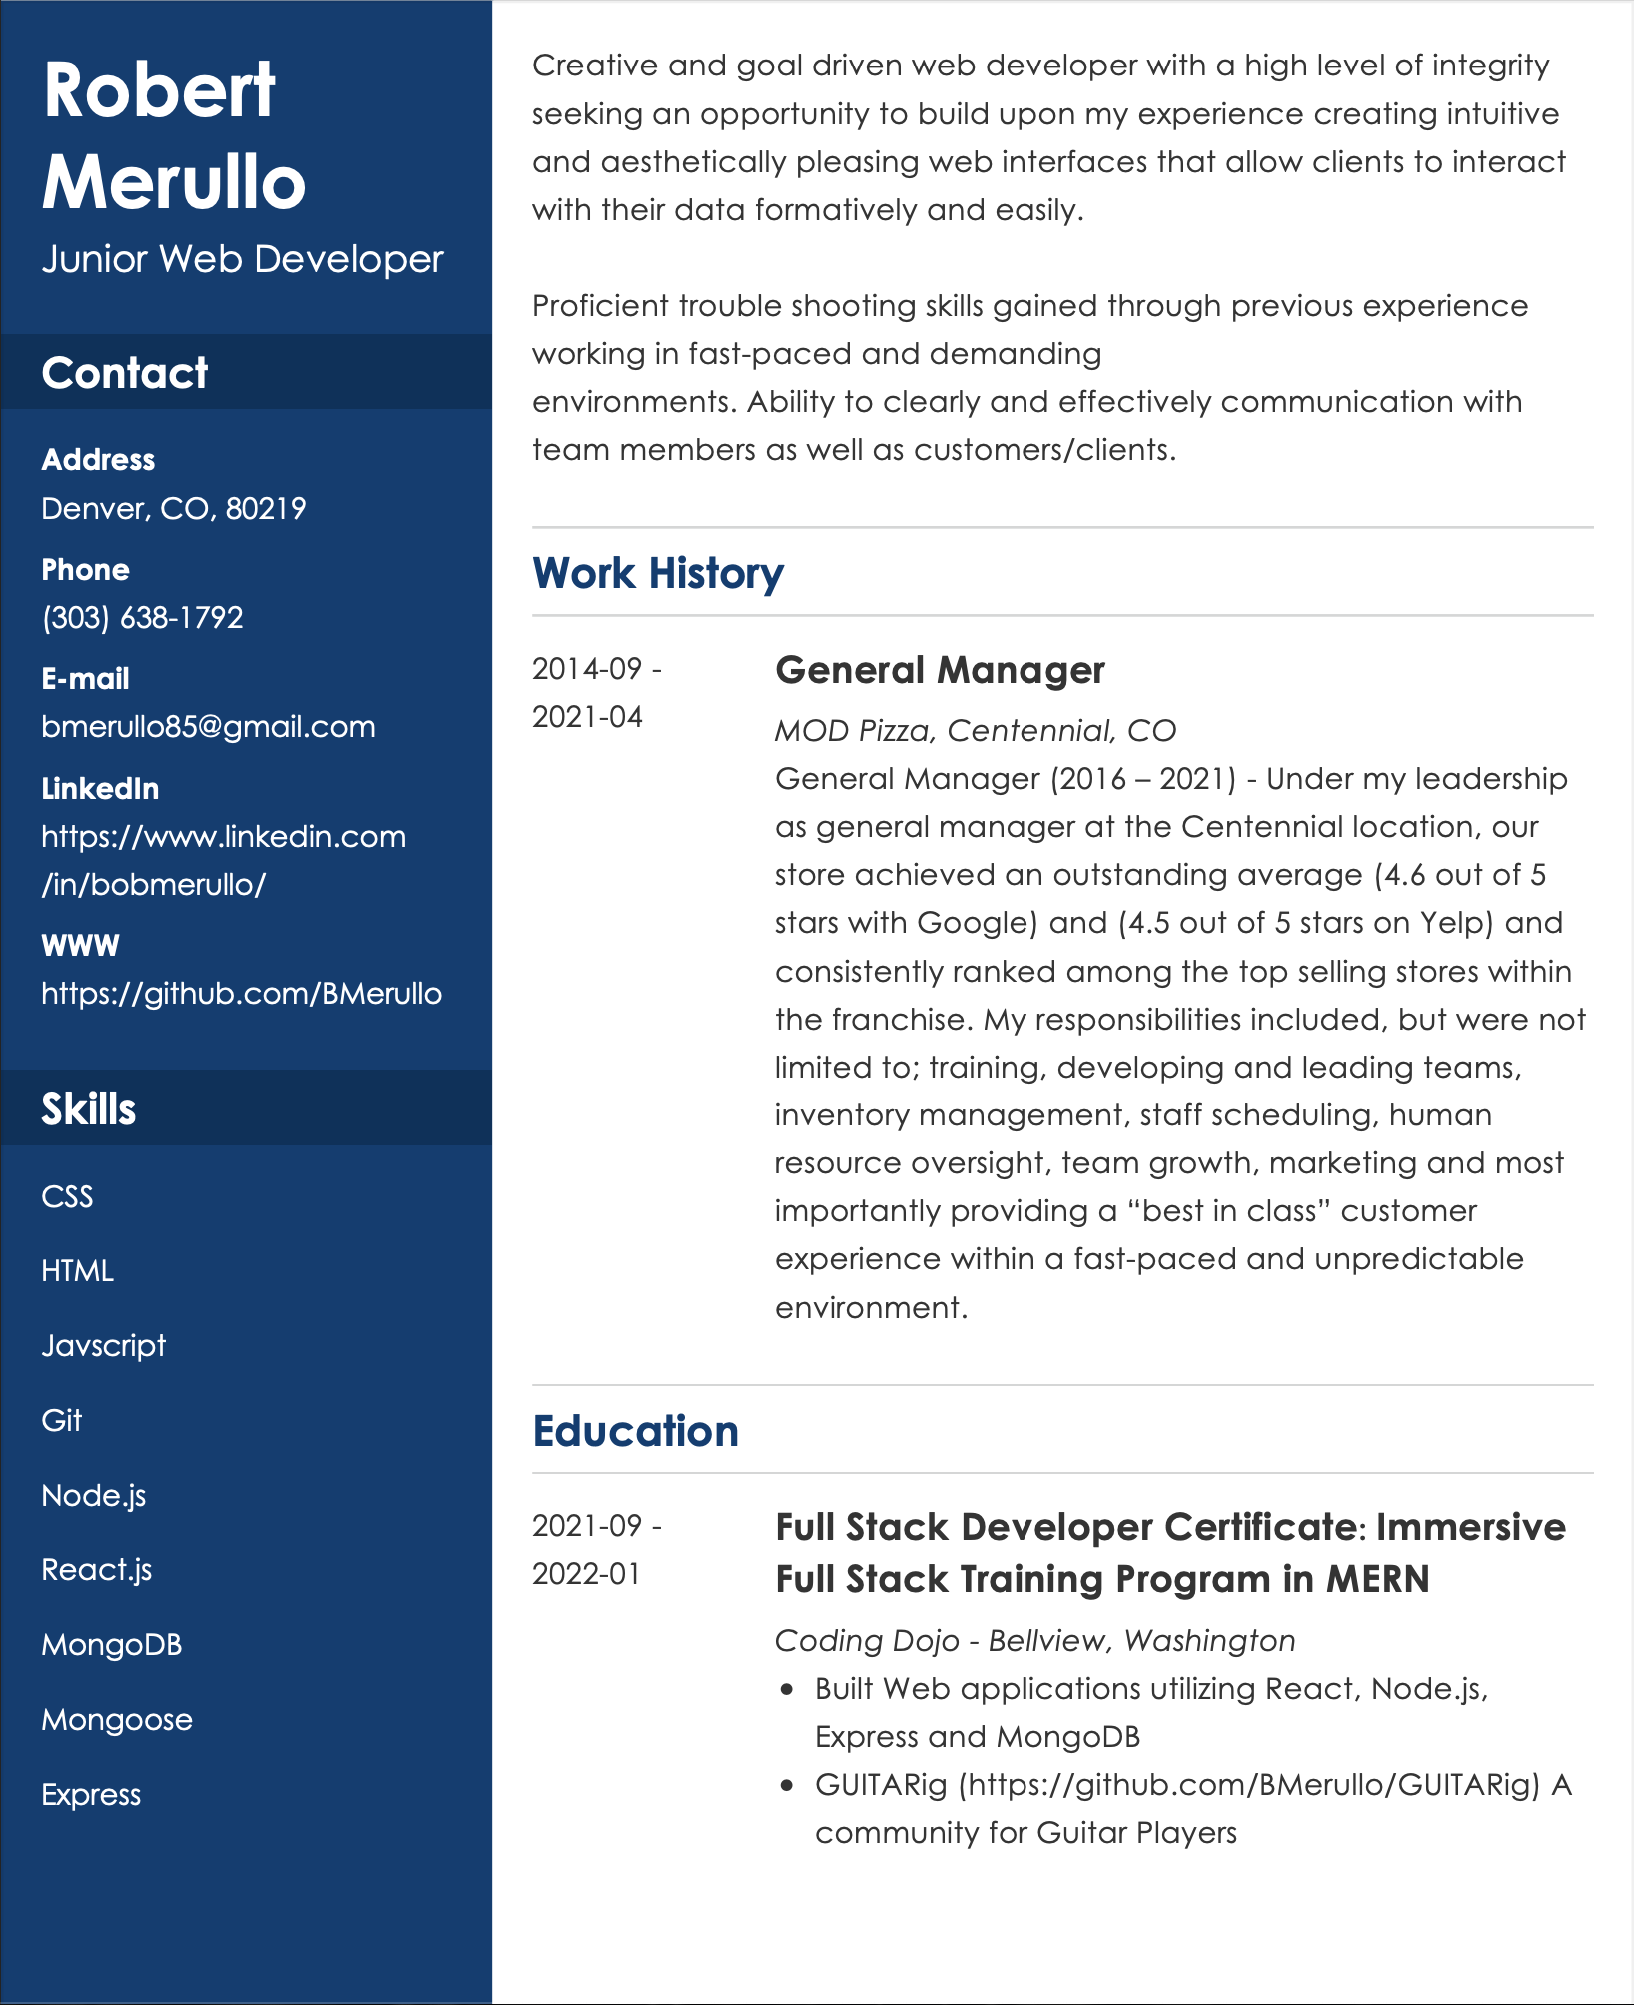 Robert
Merullo
Junior Web Developer
Contact
Address
Denver, CO, 80219
Phone
(303) 638-1792
E-mail
bmerullo85@gmail.com
LinkedIn
https://www.linkedin.com
/in/bobmerullo/
WWW
https://github.com/BMerullo
Skills
CSS
HTML
Javscript
Git
Node.js
React.js
MongoDB
Mongoose
Express
Creative and goal driven web developer with a high level of integrity
seeking an opportunity to build upon my experience creating intuitive
and aesthetically pleasing web interfaces that allow clients to interact
with their data formatively and easily.
Proficient trouble shooting skills gained through previous experience
working in fast-paced and demanding
environments. Ability to clearly and effectively communication with
team members as well as customers/clients.
Work History
2014-09 -
2021-04
General Manager
MOD Pizza, Centennial, CO
General Manager (2016 – 2021) - Under my leadership
as general manager at the Centennial location, our
store achieved an outstanding average (4.6 out of 5
stars with Google) and (4.5 out of 5 stars on Yelp) and
consistently ranked among the top selling stores within
the franchise. My responsibilities included, but were not
limited to; training, developing and leading teams,
inventory management, staff scheduling, human
resource oversight, team growth, marketing and most
importantly providing a “best in class” customer
experience within a fast-paced and unpredictable
environment.
Education
2021-09 -
2022-01
Full Stack Developer Certificate: Immersive
Full Stack Training Program in MERN
Coding Dojo - Bellview, Washington
• Built Web applications utilizing React, Node.js,
Express and MongoDB
• GUITARig (https://github.com/BMerullo/GUITARig) A
community for Guitar Players